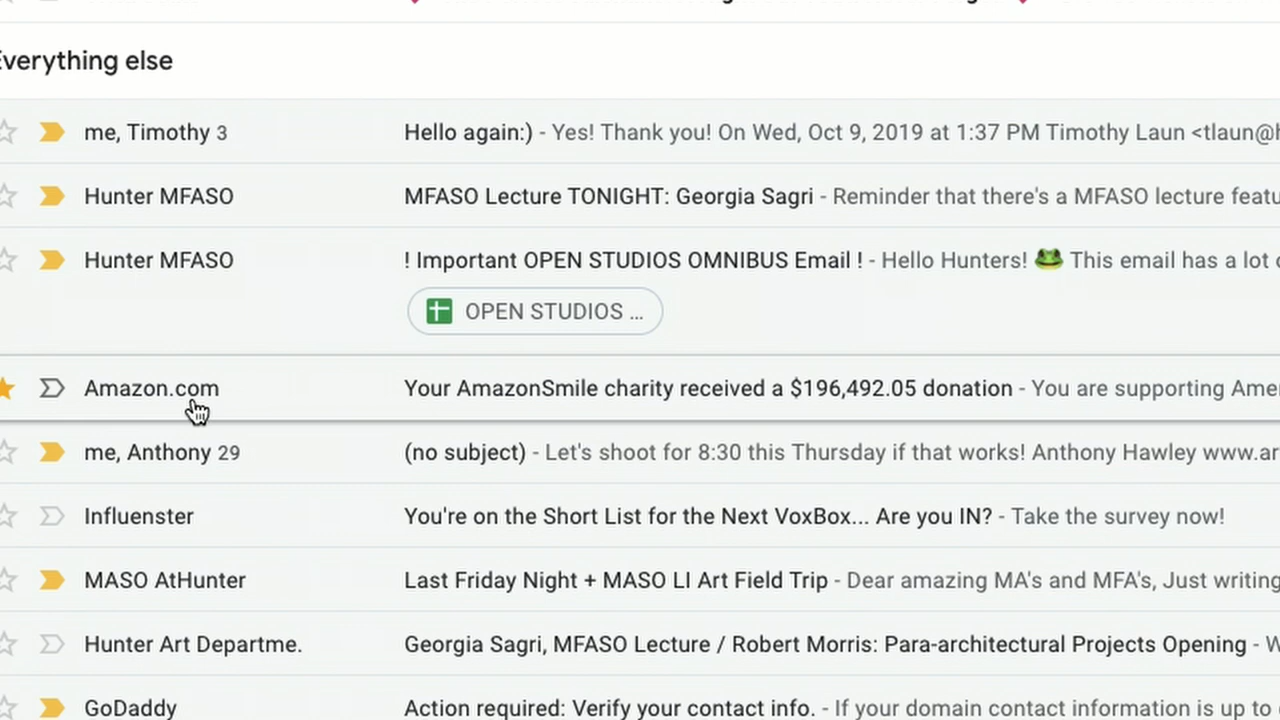 Everything else
me, Timothy 3 Hello again:) - Yes! Thank you! On Wed, Oct 9, 2019 at 1:37 PM Timothy Laun <tlaun@h
Hunter MFASO MFASO Lecture TONIGHT: Georgia Sagri - Reminder that there's a MFASO lecture featu
Hunter MFASO ! Important OPEN STUDIOS OMNIBUS Email ! - Hello Hunters! 🐸 This email has a lot
OPEN STUDIOS …
Amazon.com Your AmazonSmile charity received a $196,492.05 donation - You are supporting Ame
me, Anthony 29 (no subject) - Let's shoot for 8:30 this Thursday if that works! Anthony Hawley www.ar
Influenster You're on the Short List for the Next VoxBox... Are you IN? - Take the survey now!
MASO AtHunter Last Friday Night + MASO LI Art Field Trip - Dear amazing MA's and MFA's, Just writing
Hunter Art Departme. Georgia Sagri, MFASO Lecture / Robert Morris: Para-architectural Projects Opening - W
GoDaddy Action required: Verify your contact info. - If your domain contact information is up to